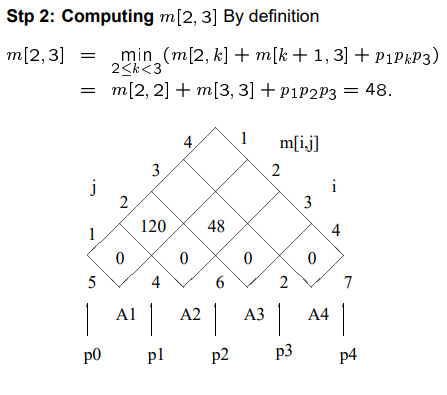 Stp 2: Computing m[2, 3] By definition
m[2, 3] = min 2≤k<3 (m[2, k] + m[k + 1, 3] + p1pkp3)
= m[2, 2] + m[3, 3] + p1p2p3 = 48.
4 1 m[i,j]
3 2
j i
2 3
1 120 48 4
0 0 0 0
5 4 6 2 7
A1 A2 A3 A4
p0 p1 p2 p3 p4